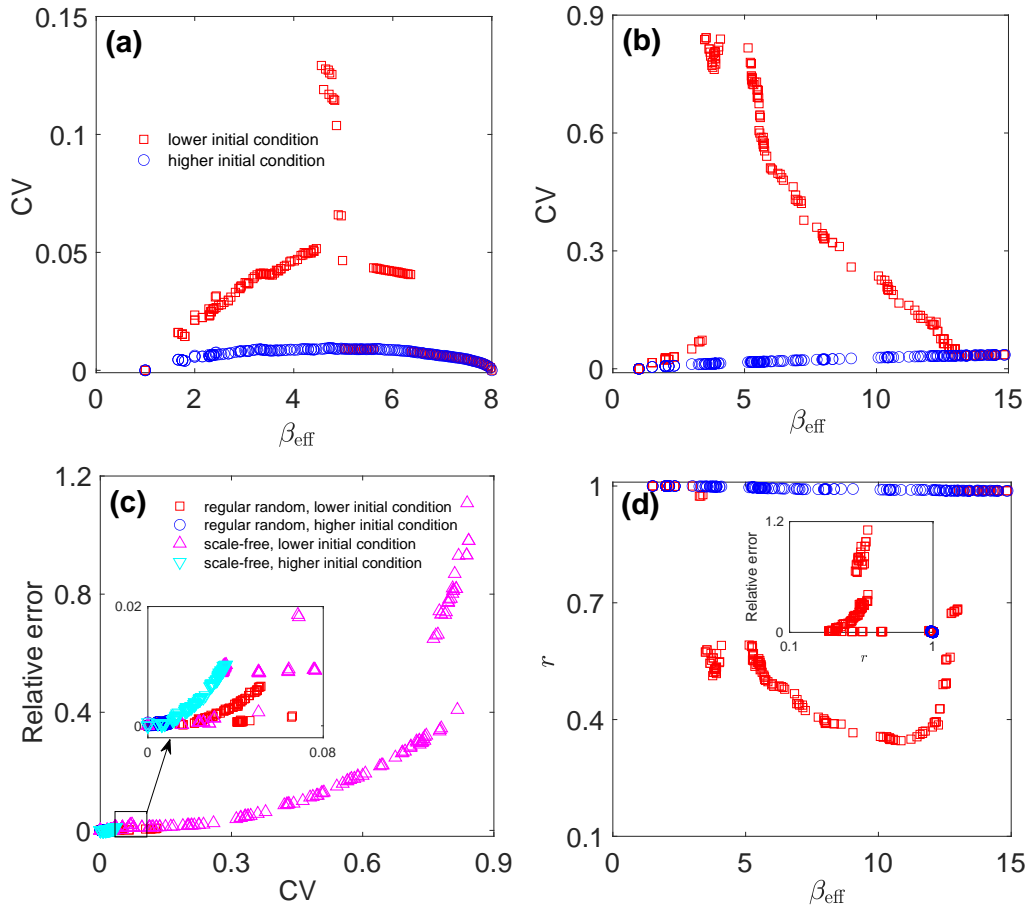 (a)
0.15
0.1
0.05
0
CV
lower initial condition
higher initial condition
0 2 4 6 8
β_eff
(b)
0.9
0.6
0.3
0
CV
0 5 10 15
β_eff
(c)
1.2
0.8
0.4
0
Relative error
regular random, lower initial condition
regular random, higher initial condition
scale-free, lower initial condition
scale-free, higher initial condition
0.02
0.0
0 0.08
0 0.3 0.6 0.9
CV
(d)
1
0.7
0.4
0.1
r
1.2
0
Relative error
0.1 r 1
0 5 10 15
β_eff